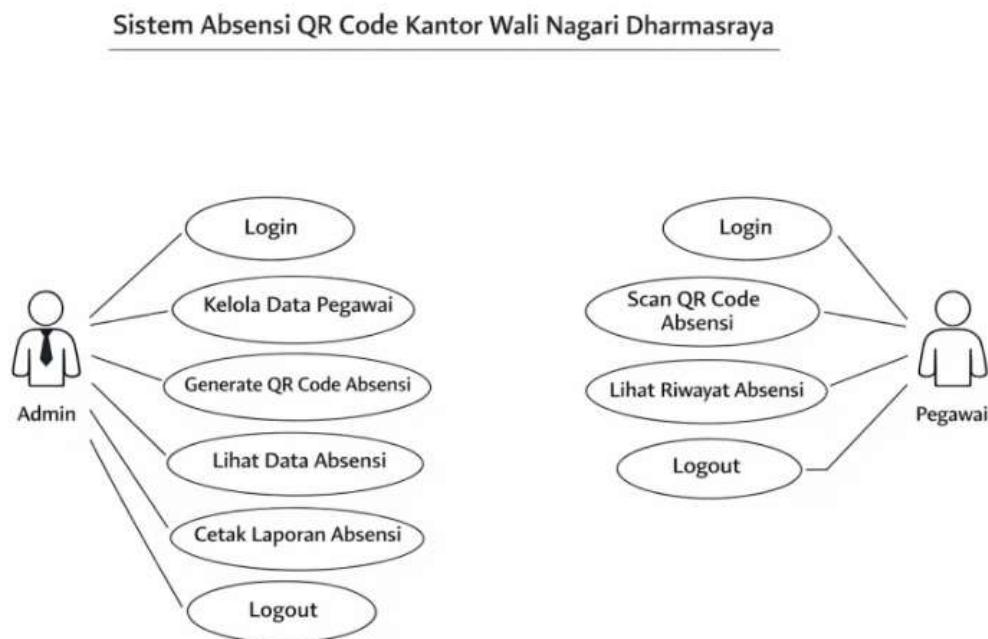 Sistem Absensi QR Code Kantor Wali Nagari Dharmasraya
Login
Kelola Data Pegawai
Generate QR Code Absensi
Lihat Data Absensi
Cetak Laporan Absensi
Logout
Admin
Login
Scan QR Code
Absensi
Lihat Riwayat Absensi
Logout
Pegawai